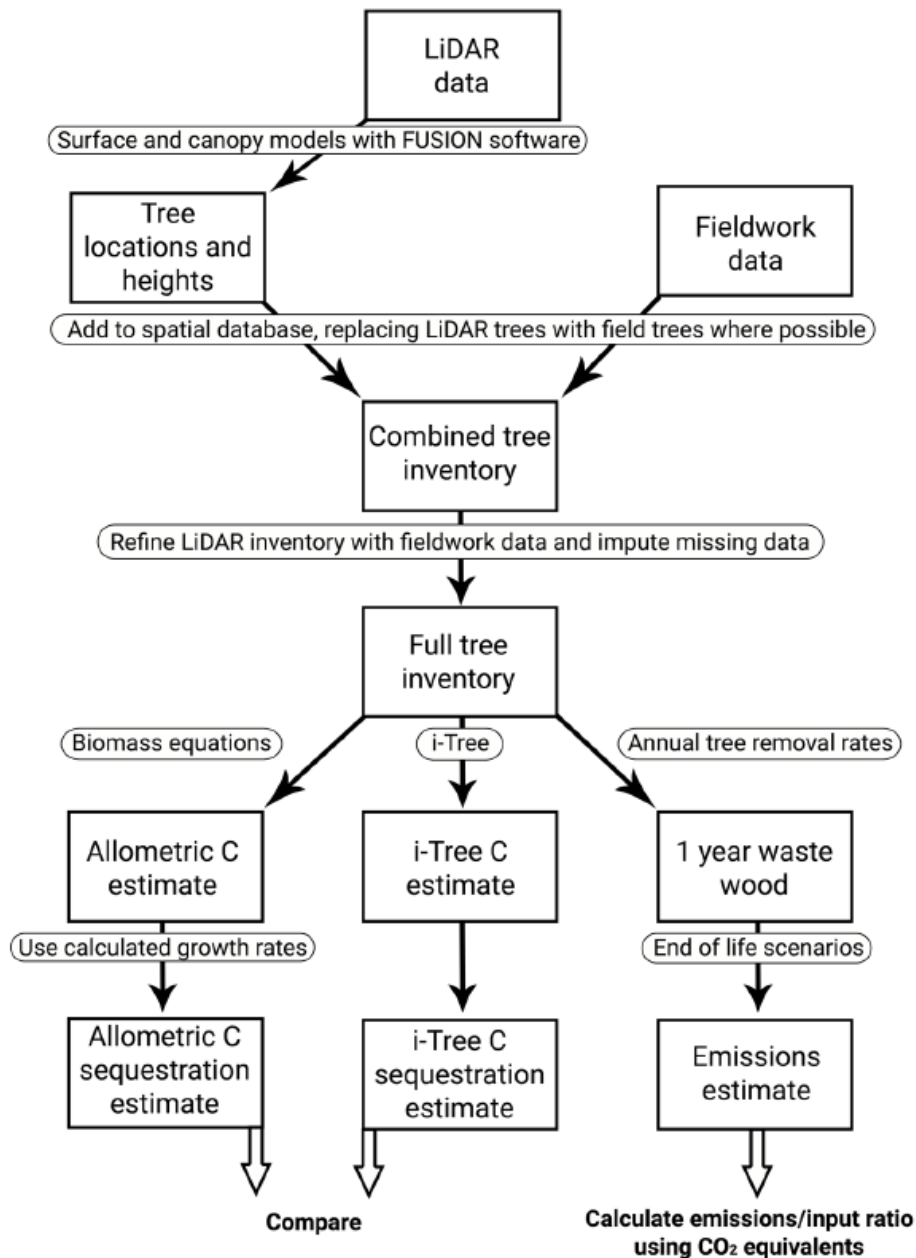 LiDAR
data
Surface and canopy models with FUSION software
Tree
locations and
heights
Fieldwork
data
Add to spatial database, replacing LiDAR trees with field trees where possible
Combined tree
inventory
Refine LiDAR inventory with fieldwork data and impute missing data
Full tree
inventory
Biomass equations
i-Tree
Annual tree removal rates
Allometric C
estimate
i-Tree C
estimate
1 year waste
wood
Use calculated growth rates
End of life scenarios
Allometric C
sequestration
estimate
i-Tree C
sequestration
estimate
Emissions
estimate
Compare
Calculate emissions/input ratio
using CO₂ equivalents